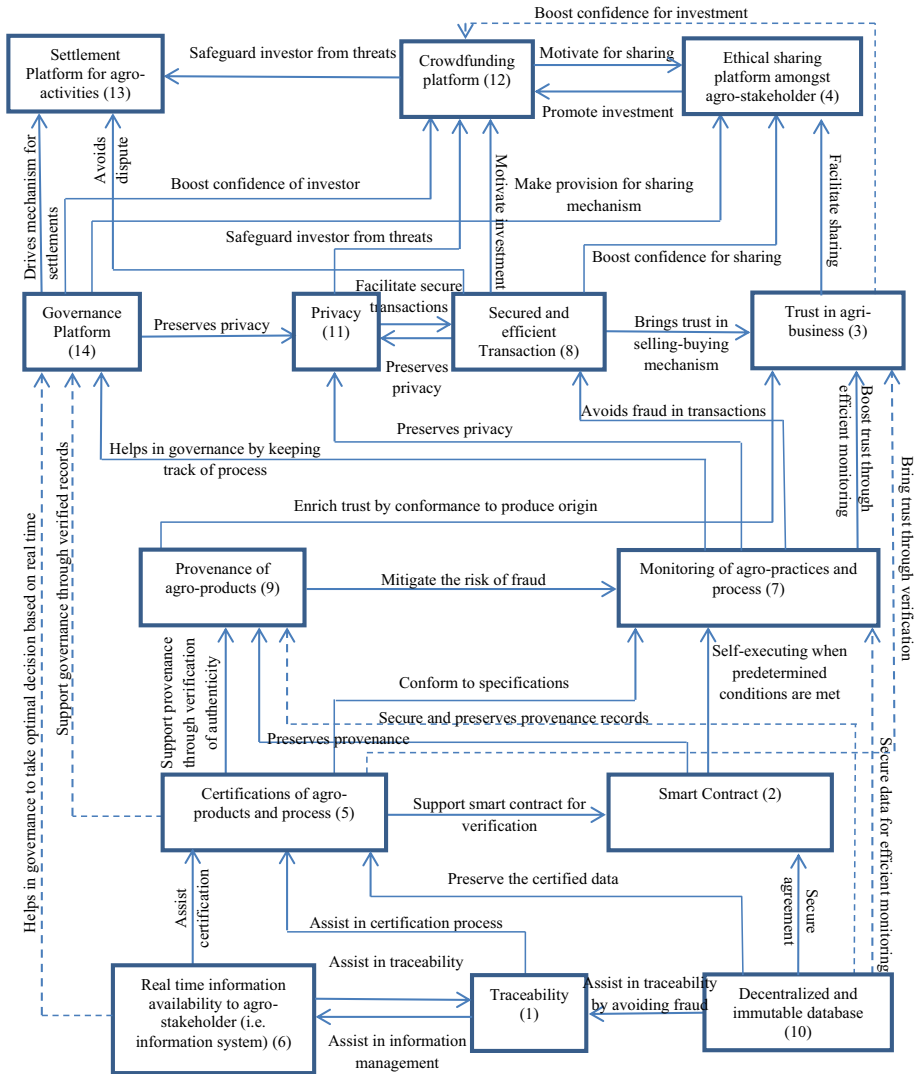 Boost confidence for investment
Settlement
Platform for agro-
activities (13)
Safeguard investor from threats
Crowdfunding
platform (12)
Motivate for sharing
Promote investment
Ethical sharing
platform amongst
agro-stakeholder (4)
Drives mechanism for
settlements
Avoids
dispute
Boost confidence of investor
Motivate investment
Make provision for sharing
mechanism
Facilitate sharing
Safeguard investor from threats
Boost confidence for sharing
Governance
Platform
(14)
Preserves privacy
Privacy
(11)
Facilitate secure
transactions
Preserves
privacy
Secured and
efficient
Transaction (8)
Brings trust in
selling-buying
mechanism
Trust in agri-
business (3)
Avoids fraud in transactions
Preserves privacy
Helps in governance by keeping
track of process
Boost trust through
efficient monitoring
Bring trust through verification
Enrich trust by conformance to produce origin
Helps in governance to take optimal decision based on real time
Support governance through verified records
Provenance of
agro-products (9)
Mitigate the risk of fraud
Monitoring of agro-practices and
process (7)
Support provenance
through verification
of authenticity
Self-executing when
predetermined
conditions are met
Conform to specifications
Secure and preserves provenance records
Preserves provenance
Certifications of agro-
products and process (5)
Support smart contract for
verification
Smart Contract (2)
Secure data for efficient monitoring
Assist
certification
Preserve the certified data
Secure
agreement
Assist in certification process
Real time information
availability to agro-
stakeholder (i.e.
information system) (6)
Assist in traceability
Assist in information
management
Traceability
(1)
Assist in traceability
by avoiding fraud
Decentralized and
immutable database
(10)